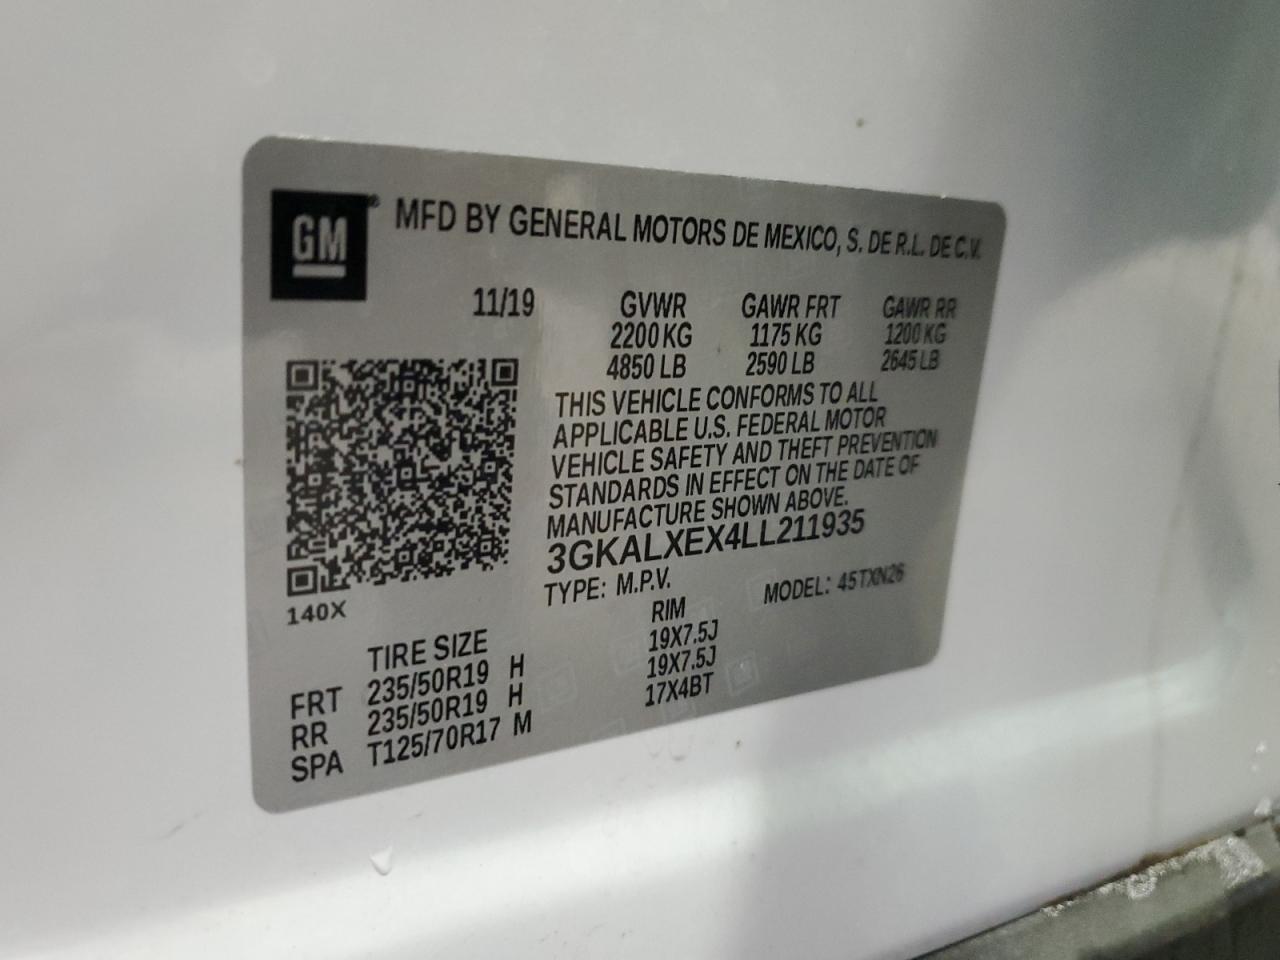 GM ® MFD BY GENERAL MOTORS DE MEXICO, S. DE R.L. DE C.V.
11/19 GVWR GAWR FRT GAWR RR
2200 KG 1175 KG 1200 KG
4850 LB 2590 LB 2645 LB
THIS VEHICLE CONFORMS TO ALL
APPLICABLE U.S. FEDERAL MOTOR
VEHICLE SAFETY AND THEFT PREVENTION
STANDARDS IN EFFECT ON THE DATE OF
MANUFACTURE SHOWN ABOVE.
3GKALXEX4LL211935
TYPE: M.P.V. MODEL: 45TXN26
140X
TIRE SIZE RIM
FRT 235/50R19 H 19X7.5J
RR 235/50R19 H 19X7.5J
SPA T125/70R17 M 17X4BT